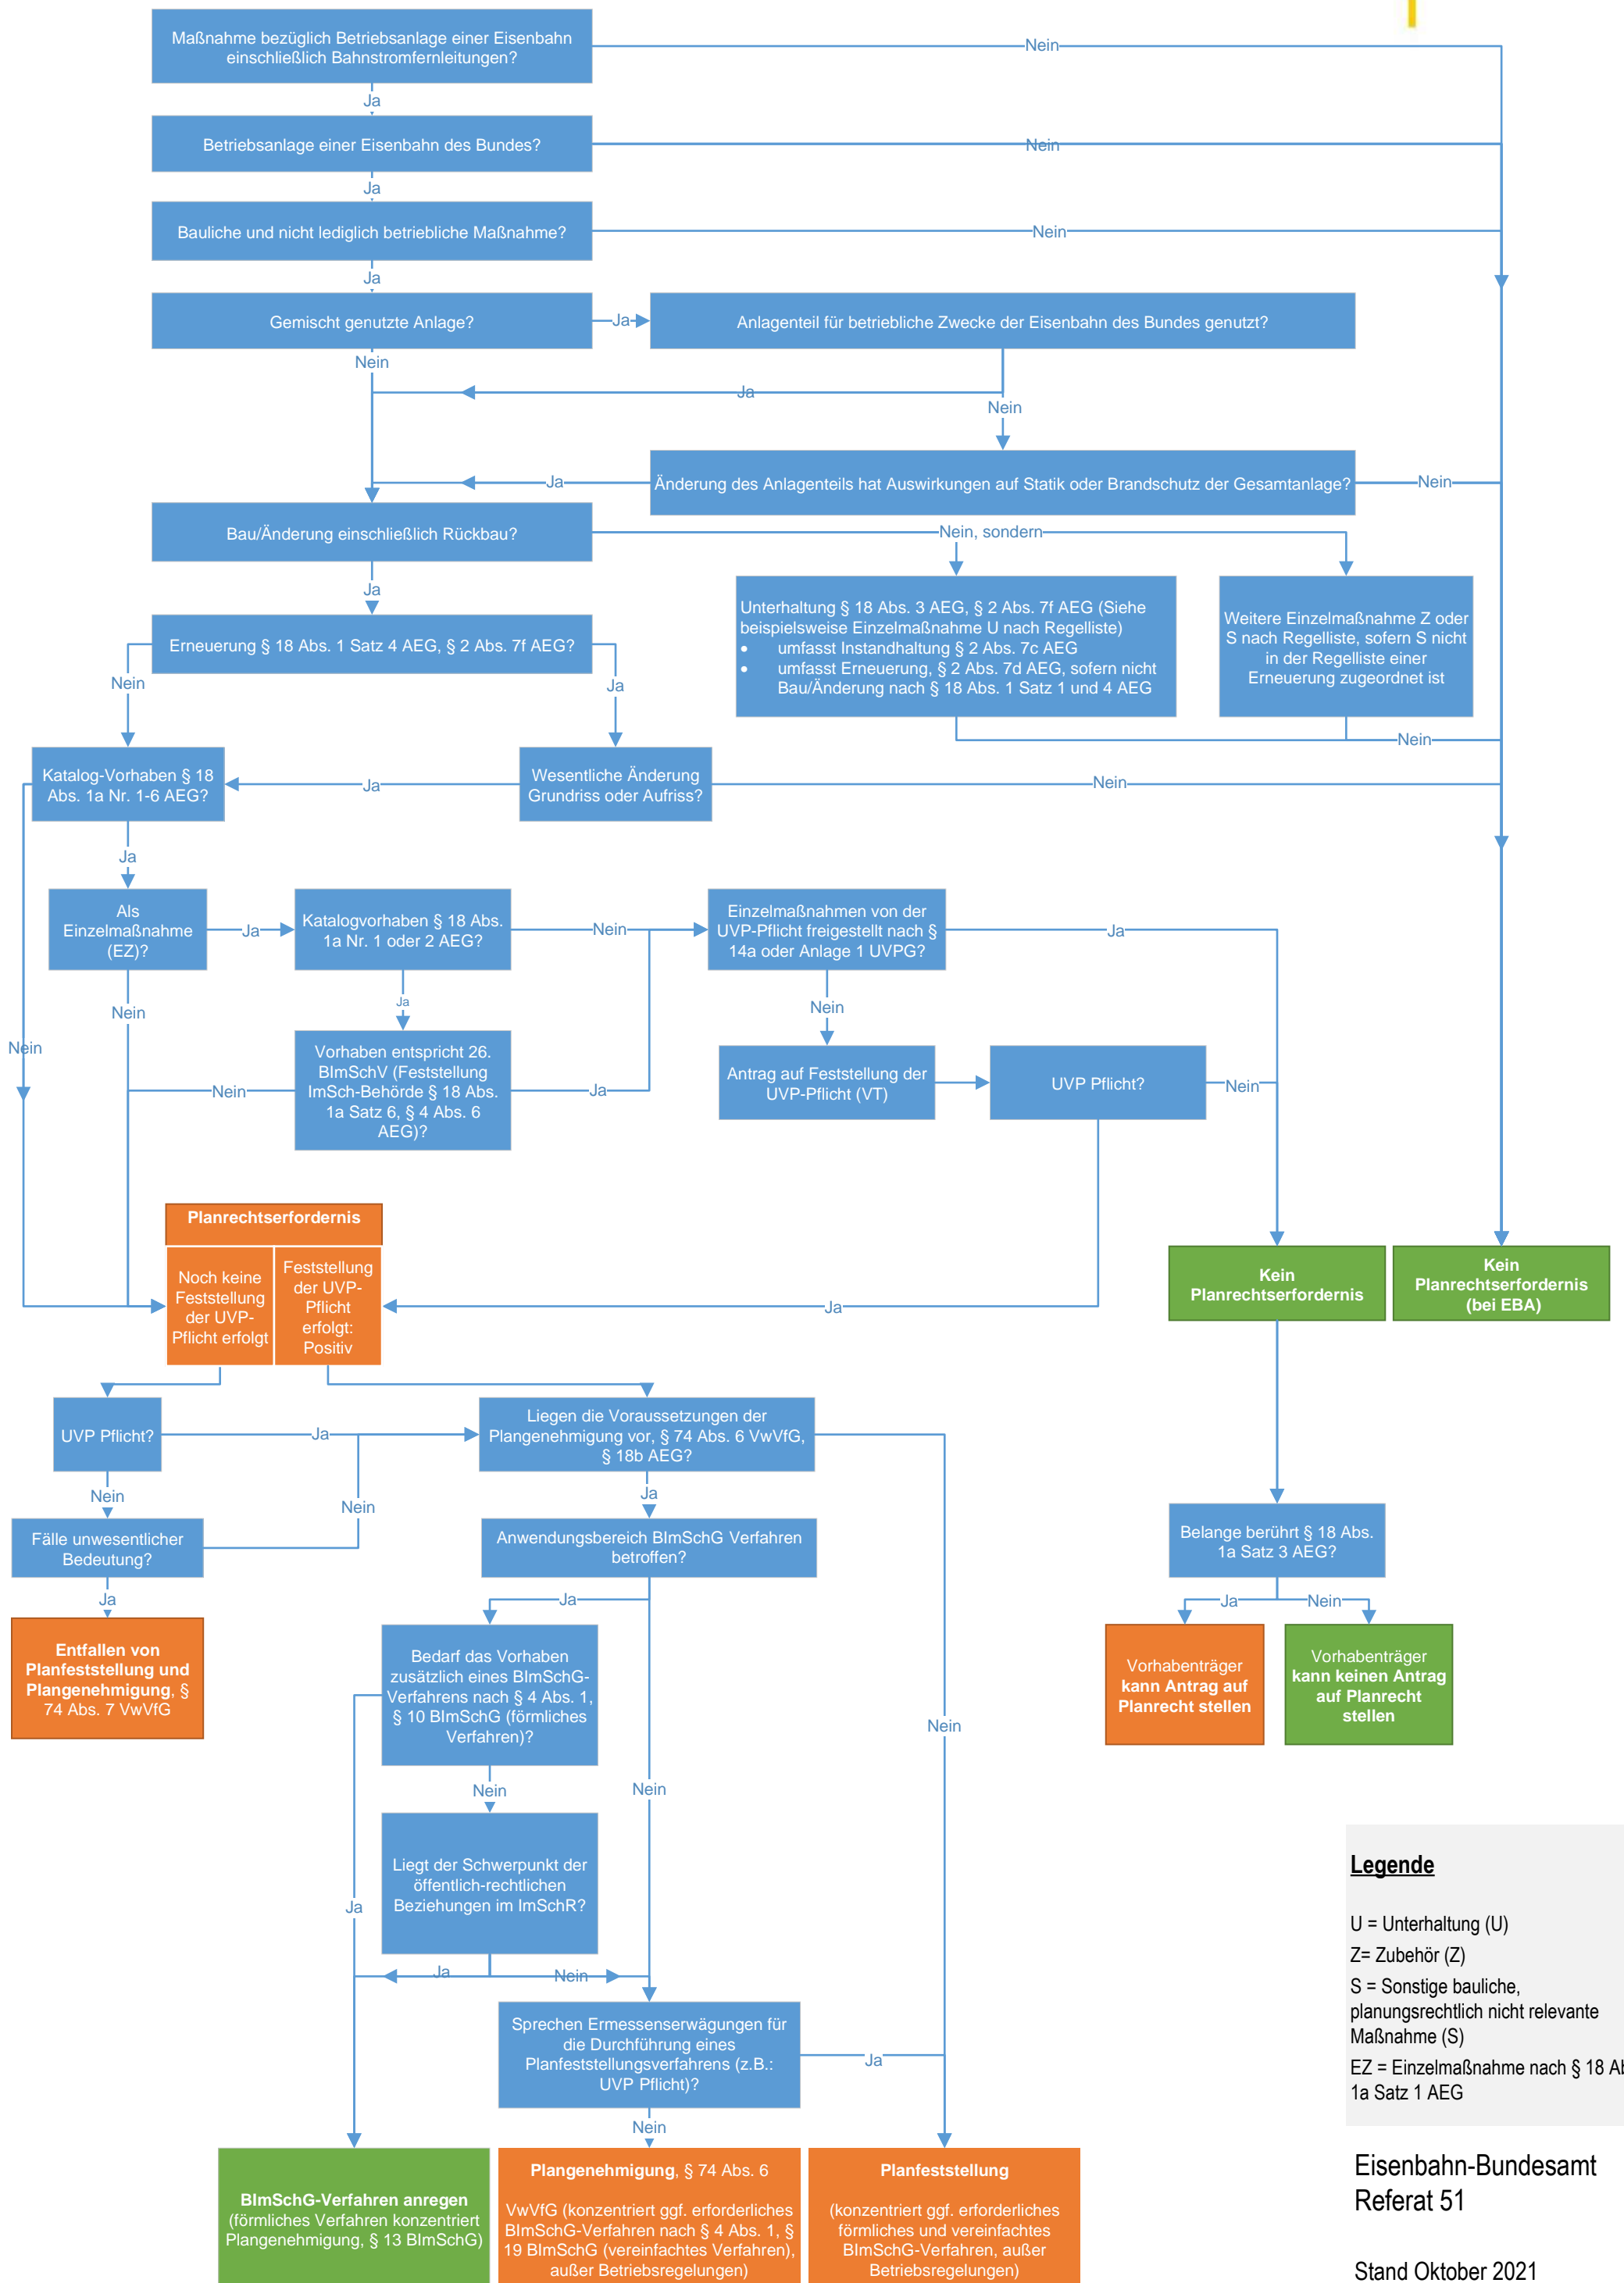 Maßnahme bezüglich Betriebsanlage einer Eisenbahn
einschließlich Bahnstromfernleitungen?
Nein
Ja
Betriebsanlage einer Eisenbahn des Bundes?
Nein
Ja
Bauliche und nicht lediglich betriebliche Maßnahme?
Nein
Ja
Gemischt genutzte Anlage?
Ja
Anlagenteil für betriebliche Zwecke der Eisenbahn des Bundes genutzt?
Nein
Ja
Nein
Änderung des Anlagenteils hat Auswirkungen auf Statik oder Brandschutz der Gesamtanlage?
Ja
Nein
Bau/Änderung einschließlich Rückbau?
Nein, sondern
Ja
Unterhaltung § 18 Abs. 3 AEG, § 2 Abs. 7f AEG (Siehe
beispielsweise Einzelmaßnahme U nach Regelliste)
• umfasst Instandhaltung § 2 Abs. 7c AEG
• umfasst Erneuerung, § 2 Abs. 7d AEG, sofern nicht
Bau/Änderung nach § 18 Abs. 1 Satz 1 und 4 AEG
Weitere Einzelmaßnahme Z oder
S nach Regelliste, sofern S nicht
in der Regelliste einer
Erneuerung zugeordnet ist
Nein
Erneuerung § 18 Abs. 1 Satz 4 AEG, § 2 Abs. 7f AEG?
Nein
Ja
Katalog-Vorhaben § 18
Abs. 1a Nr. 1-6 AEG?
Ja
Wesentliche Änderung
Grundriss oder Aufriss?
Nein
Ja
Nein
Als
Einzelmaßnahme
(EZ)?
Ja
Katalogvorhaben § 18 Abs.
1a Nr. 1 oder 2 AEG?
Nein
Einzelmaßnahmen von der
UVP-Pflicht freigestellt nach §
14a oder Anlage 1 UVPG?
Ja
Nein
Ja
Nein
Vorhaben entspricht 26.
BImSchV (Feststellung
ImSch-Behörde § 18 Abs.
1a Satz 6, § 4 Abs. 6
AEG)?
Nein
Ja
Antrag auf Feststellung der
UVP-Pflicht (VT)
UVP Pflicht?
Nein
Ja
Planrechtserfordernis
Noch keine
Feststellung
der UVP-
Pflicht erfolgt
Feststellung
der UVP-
Pflicht
erfolgt:
Positiv
Kein
Planrechtserfordernis
Kein
Planrechtserfordernis
(bei EBA)
UVP Pflicht?
Ja
Nein
Nein
Liegen die Voraussetzungen der
Plangenehmigung vor, § 74 Abs. 6 VwVfG,
§ 18b AEG?
Ja
Nein
Fälle unwesentlicher
Bedeutung?
Ja
Entfallen von
Planfeststellung und
Plangenehmigung, §
74 Abs. 7 VwVfG
Anwendungsbereich BImSchG Verfahren
betroffen?
Ja
Nein
Belange berührt § 18 Abs.
1a Satz 3 AEG?
Ja
Nein
Vorhabenträger
kann Antrag auf
Planrecht stellen
Vorhabenträger
kann keinen Antrag
auf Planrecht
stellen
Bedarf das Vorhaben
zusätzlich eines BImSchG-
Verfahrens nach § 4 Abs. 1,
§ 10 BImSchG (förmliches
Verfahren)?
Nein
Ja
Liegt der Schwerpunkt der
öffentlich-rechtlichen
Beziehungen im ImSchR?
Ja
Nein
Sprechen Ermessenserwägungen für
die Durchführung eines
Planfeststellungsverfahrens (z.B.:
UVP Pflicht)?
Ja
Nein
BImSchG-Verfahren anregen
(förmliches Verfahren konzentriert
Plangenehmigung, § 13 BImSchG)
Plangenehmigung, § 74 Abs. 6
VwVfG (konzentriert ggf. erforderliches
BImSchG-Verfahren nach § 4 Abs. 1, §
19 BImSchG (vereinfachtes Verfahren),
außer Betriebsregelungen)
Planfeststellung
(konzentriert ggf. erforderliches
förmliches und vereinfachtes
BImSchG-Verfahren, außer
Betriebsregelungen)
Legende
U = Unterhaltung (U)
Z= Zubehör (Z)
S = Sonstige bauliche,
planungsrechtlich nicht relevante
Maßnahme (S)
EZ = Einzelmaßnahme nach § 18
1a Satz 1 AEG
Eisenbahn-Bundesamt
Referat 51
Stand Oktober 2021